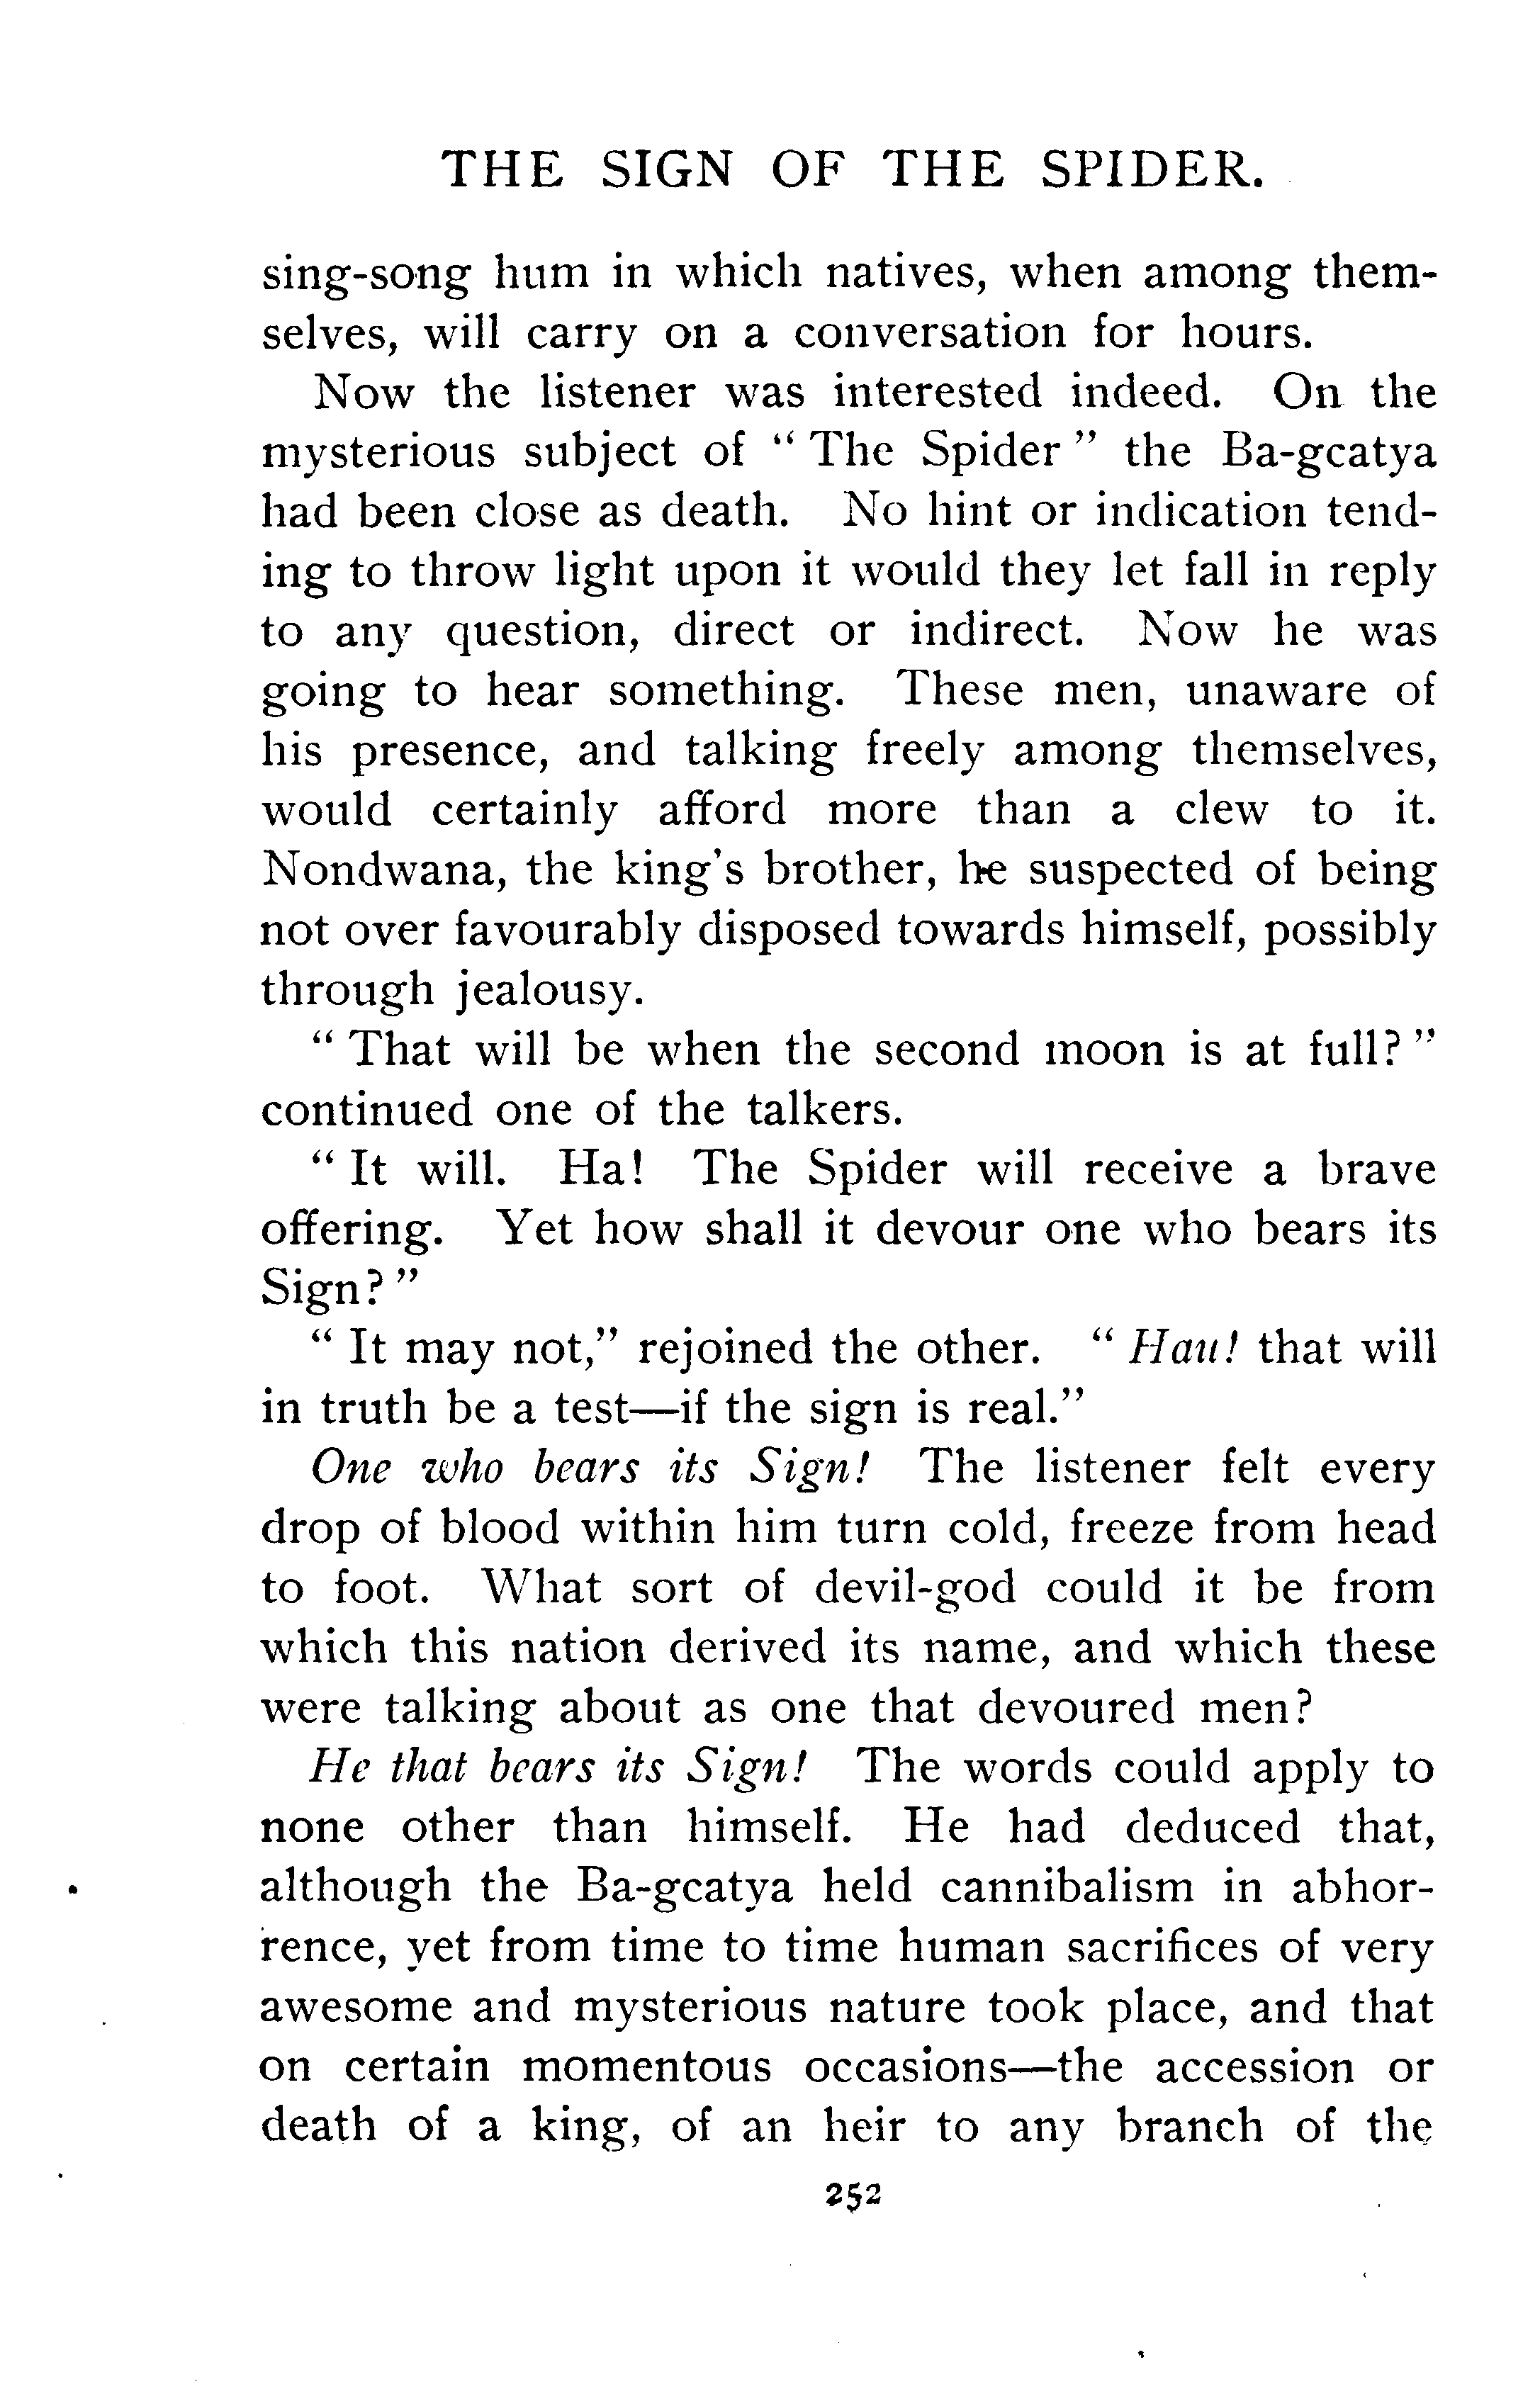 THE SIGN OF THE SPIDER.
sing-song hum in which natives, when among them-
selves, will carry on a conversation for hours.
Now the listener was interested indeed. On the
mysterious subject of " The Spider " the Ba-gcatya
had been close as death. No hint or indication tend-
ing to throw light upon it would they let fall in reply
to any question, direct or indirect. Now he was
going to hear something. These men, unaware of
his presence, and talking freely among themselves,
would certainly afford more than a clew to it.
Nondwana, the king's brother, he suspected of being
not over favourably disposed towards himself, possibly
through jealousy.
" That will be when the second moon is at full? "
continued one of the talkers.
" It will. Ha! The Spider will receive a brave
offering. Yet how shall it devour one who bears its
Sign? "
" It may not," rejoined the other. " Hau! that will
in truth be a test—if the sign is real."
One who bears its Sign! The listener felt every
drop of blood within him turn cold, freeze from head
to foot. What sort of devil-god could it be from
which this nation derived its name, and which these
were talking about as one that devoured men?
He that bears its Sign! The words could apply to
none other than himself. He had deduced that,
although the Ba-gcatya held cannibalism in abhor-
rence, yet from time to time human sacrifices of very
awesome and mysterious nature took place, and that
on certain momentous occasions—the accession or
death of a king, of an heir to any branch of the
252